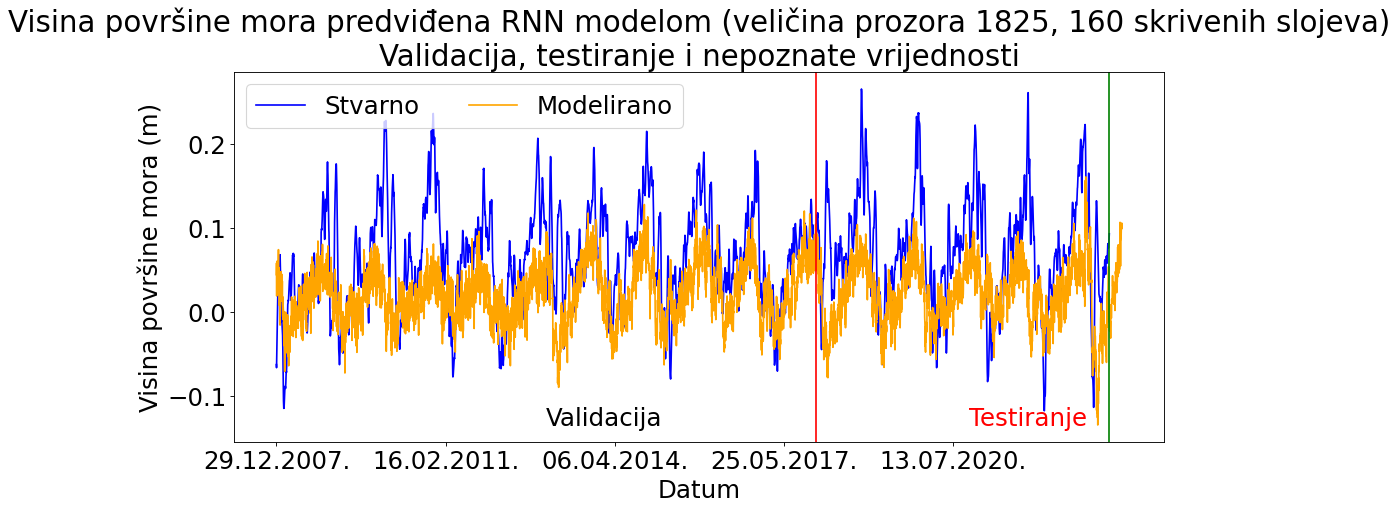 Visina površine mora predviđena RNN modelom (veličina prozora 1825, 160 skrivenih slojeva)
Validacija, testiranje i nepoznate vrijednosti
Stvarno
Modelirano
Visina površine mora (m)
0.2
0.1
0.0
−0.1
Validacija
Testiranje
29.12.2007.
16.02.2011.
06.04.2014.
25.05.2017.
13.07.2020.
Datum